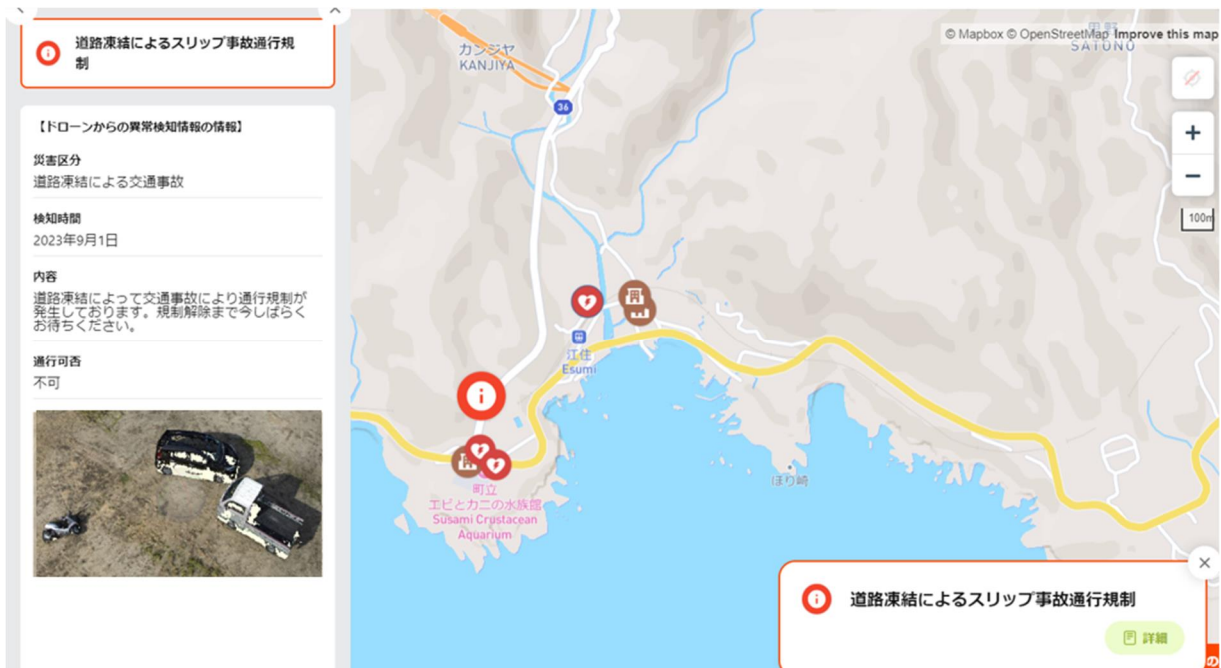 道路凍結によるスリップ事故通行規
制
【ドローンからの異常検知情報の情報】
災害区分
道路凍結による交通事故
検知時間
2023年9月1日
内容
道路凍結によって交通事故により通行規制が
発生しております。規制解除まで今しばらく
お待ちください。
通行可否
不可
© Mapbox © OpenStreetMap Improve this map
SATONO
カンジヤ
KANJIYA
36
100m
江住
Esumi
ほり崎
町立
エビとカニの水族館
Susami Crustacean
Aquarium
道路凍結によるスリップ事故通行規制
詳細
の